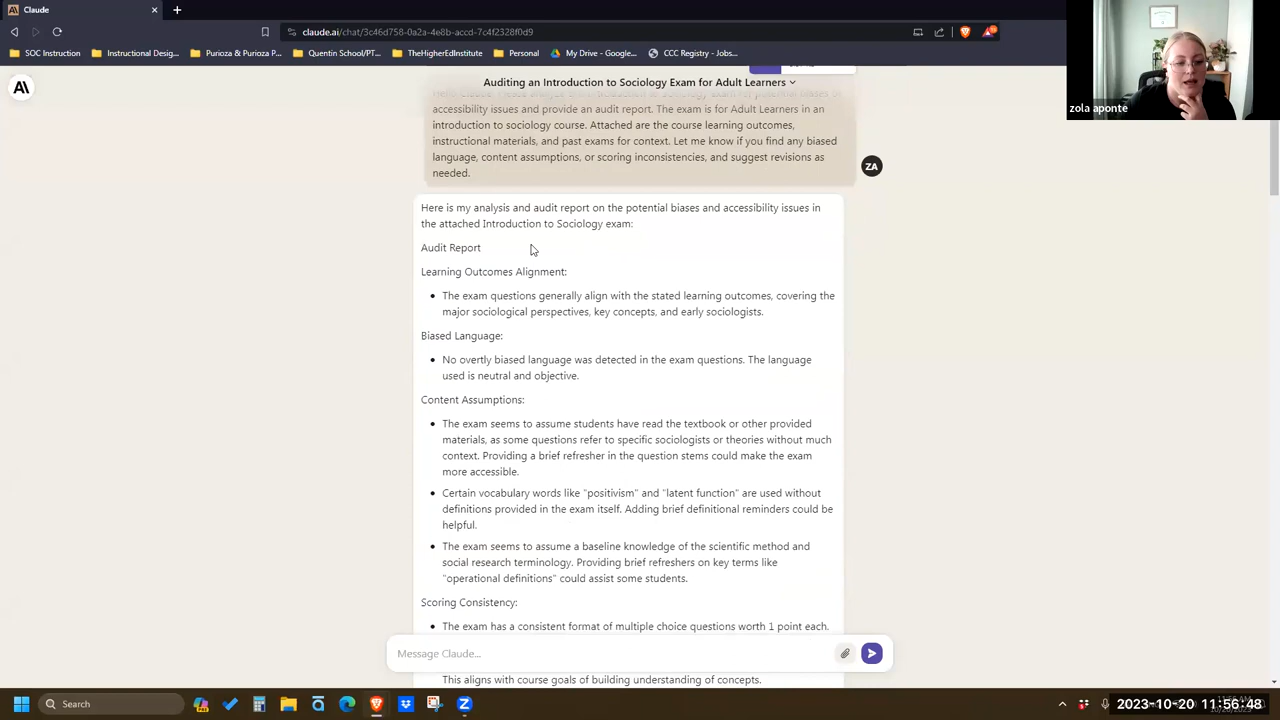 Claude
claude.ai/chat/3c46d758-0a2a-4e8b-accd-7c4f2328f0d9
SOC Instruction
Instructional Design...
Purioza & Purioza P...
Quentin School/PT...
TheHigherEdInstitute
Personal
My Drive - Google...
CCC Registry - Jobs...
zola aponte
Auditing an Introduction to Sociology Exam for Adult Learners
accessibility issues and provide an audit report. The exam is for Adult Learners in an
introduction to sociology course. Attached are the course learning outcomes,
instructional materials, and past exams for context. Let me know if you find any biased
language, content assumptions, or scoring inconsistencies, and suggest revisions as
needed.
ZA
Here is my analysis and audit report on the potential biases and accessibility issues in
the attached Introduction to Sociology exam:
Audit Report
Learning Outcomes Alignment:
• The exam questions generally align with the stated learning outcomes, covering the
major sociological perspectives, key concepts, and early sociologists.
Biased Language:
• No overtly biased language was detected in the exam questions. The language
used is neutral and objective.
Content Assumptions:
• The exam seems to assume students have read the textbook or other provided
materials, as some questions refer to specific sociologists or theories without much
context. Providing a brief refresher in the question stems could make the exam
more accessible.
• Certain vocabulary words like "positivism" and "latent function" are used without
definitions provided in the exam itself. Adding brief definitional reminders could be
helpful.
• The exam seems to assume a baseline knowledge of the scientific method and
social research terminology. Providing brief refreshers on key terms like
"operational definitions" could assist some students.
Scoring Consistency:
• The exam has a consistent format of multiple choice questions worth 1 point each.
Message Claude...
This aligns with course goals of building understanding of concepts.
Search
2023-10-20 11:56:48